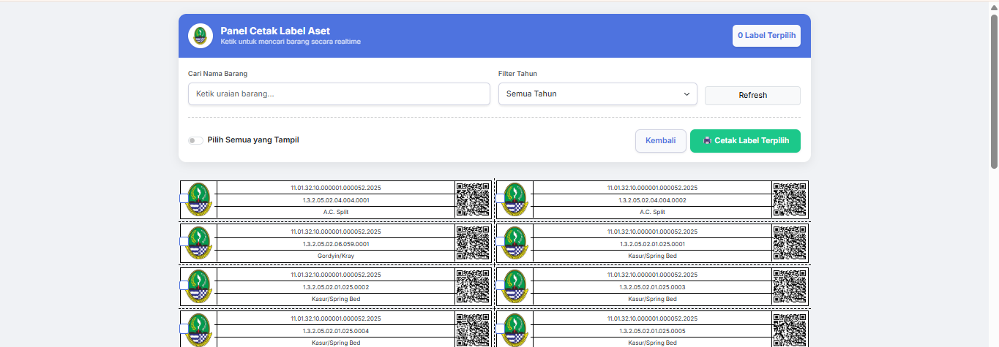 Panel Cetak Label Aset
Ketik untuk mencari barang secara realtime
0 Label Terpilih
Cari Nama Barang
Filter Tahun
Ketik uraian barang...
Semua Tahun
Refresh
Pilih Semua yang Tampil
Kembali
Cetak Label Terpilih
11.01.32.10.000001.000052.2025
1.3.2.05.02.04.004.0001
A.C. Split
11.01.32.10.000001.000052.2025
1.3.2.05.02.04.004.0002
A.C. Split
11.01.32.10.000001.000052.2025
1.3.2.05.02.06.059.0001
Gordyin/Kray
11.01.32.10.000001.000052.2025
1.3.2.05.02.01.025.0001
Kasur/Spring Bed
11.01.32.10.000001.000052.2025
1.3.2.05.02.01.025.0002
Kasur/Spring Bed
11.01.32.10.000001.000052.2025
1.3.2.05.02.01.025.0003
Kasur/Spring Bed
11.01.32.10.000001.000052.2025
1.3.2.05.02.01.025.0004
Kasur/Spring Bed
11.01.32.10.000001.000052.2025
1.3.2.05.02.01.025.0005
Kasur/Spring Bed